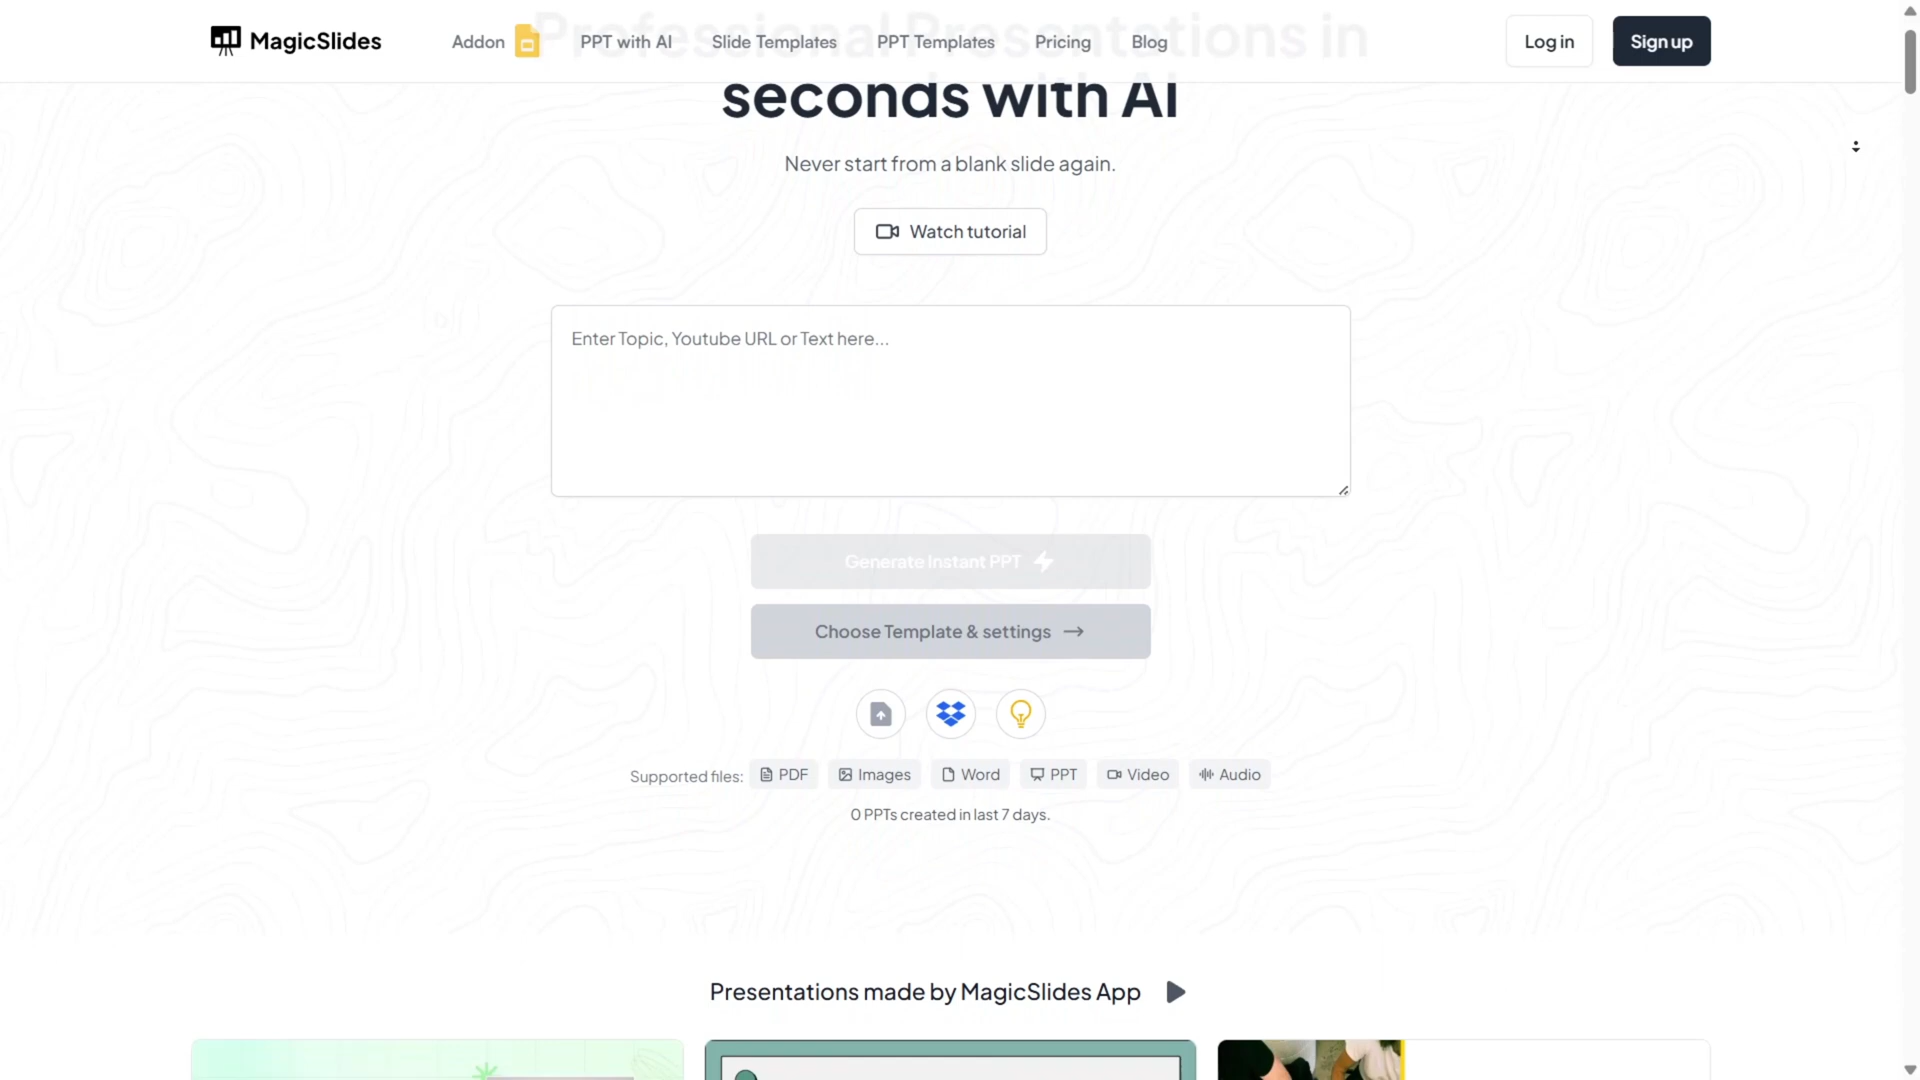 MagicSlides
Addon
PPT with AI
Slide Templates
PPT Templates
Pricing
Blog
Log in
Sign up
Professional Presentations in
seconds with AI
Never start from a blank slide again.
Watch tutorial
Enter Topic, Youtube URL or Text here...
Generate Instant PPT
Choose Template & settings
Supported files: PDF Images Word PPT Video Audio
0 PPTs created in last 7 days.
Presentations made by MagicSlides App